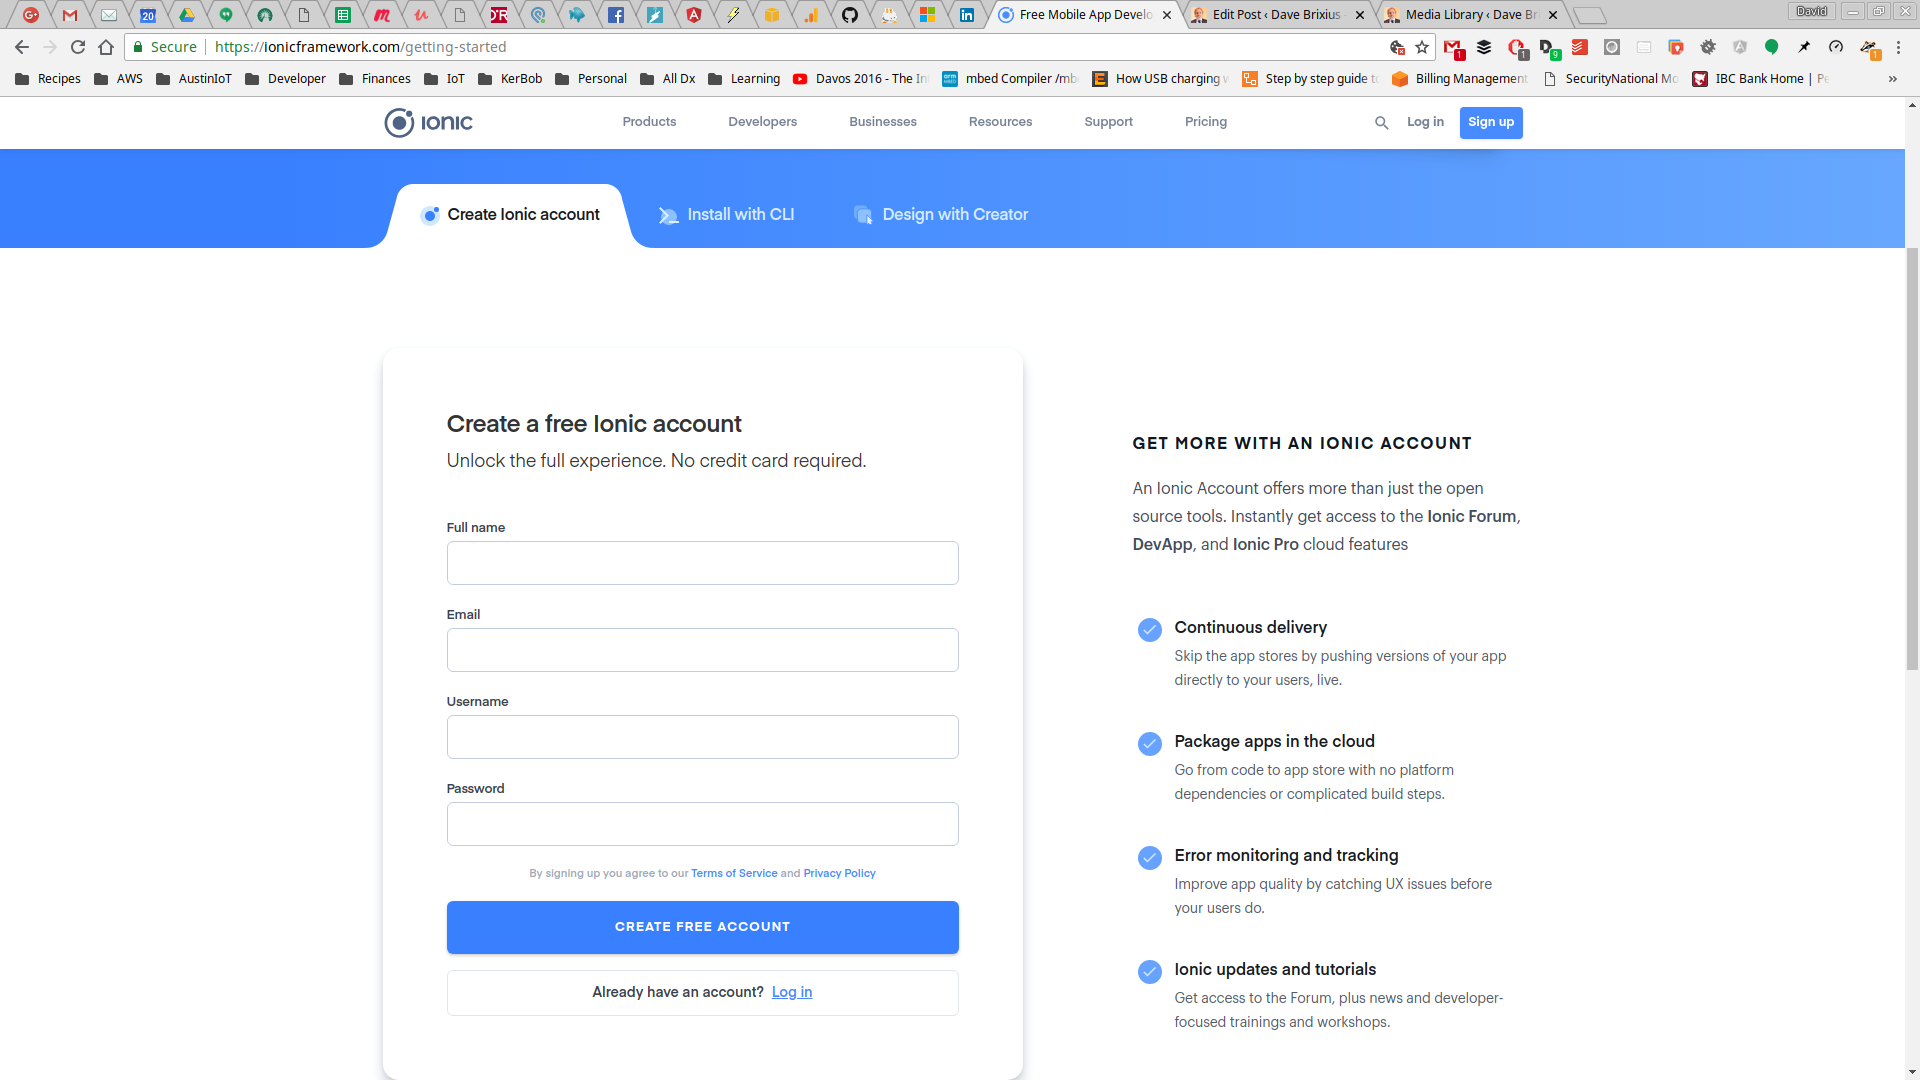 Free Mobile App Develo
Edit Post ‹ Dave Brixius
Media Library ‹ Dave Br
David
Secure
https://ionicframework.com/getting-started
Recipes
AWS
AustinIoT
Developer
Finances
IoT
KerBob
Personal
All Dx
Learning
Davos 2016 - The In
mbed Compiler /mb
How USB charging
Step by step guide t
Billing Management
SecurityNational Mo
IBC Bank Home | Pe
IONIC
Products
Developers
Businesses
Resources
Support
Pricing
Log in
Sign up
Create Ionic account
Install with CLI
Design with Creator
Create a free Ionic account
Unlock the full experience. No credit card required.
Full name
Email
Username
Password
By signing up you agree to our Terms of Service and Privacy Policy
CREATE FREE ACCOUNT
Already have an account? Log in
GET MORE WITH AN IONIC ACCOUNT
An Ionic Account offers more than just the open
source tools. Instantly get access to the Ionic Forum,
DevApp, and Ionic Pro cloud features
Continuous delivery
Skip the app stores by pushing versions of your app
directly to your users, live.
Package apps in the cloud
Go from code to app store with no platform
dependencies or complicated build steps.
Error monitoring and tracking
Improve app quality by catching UX issues before
your users do.
Ionic updates and tutorials
Get access to the Forum, plus news and developer-
focused trainings and workshops.